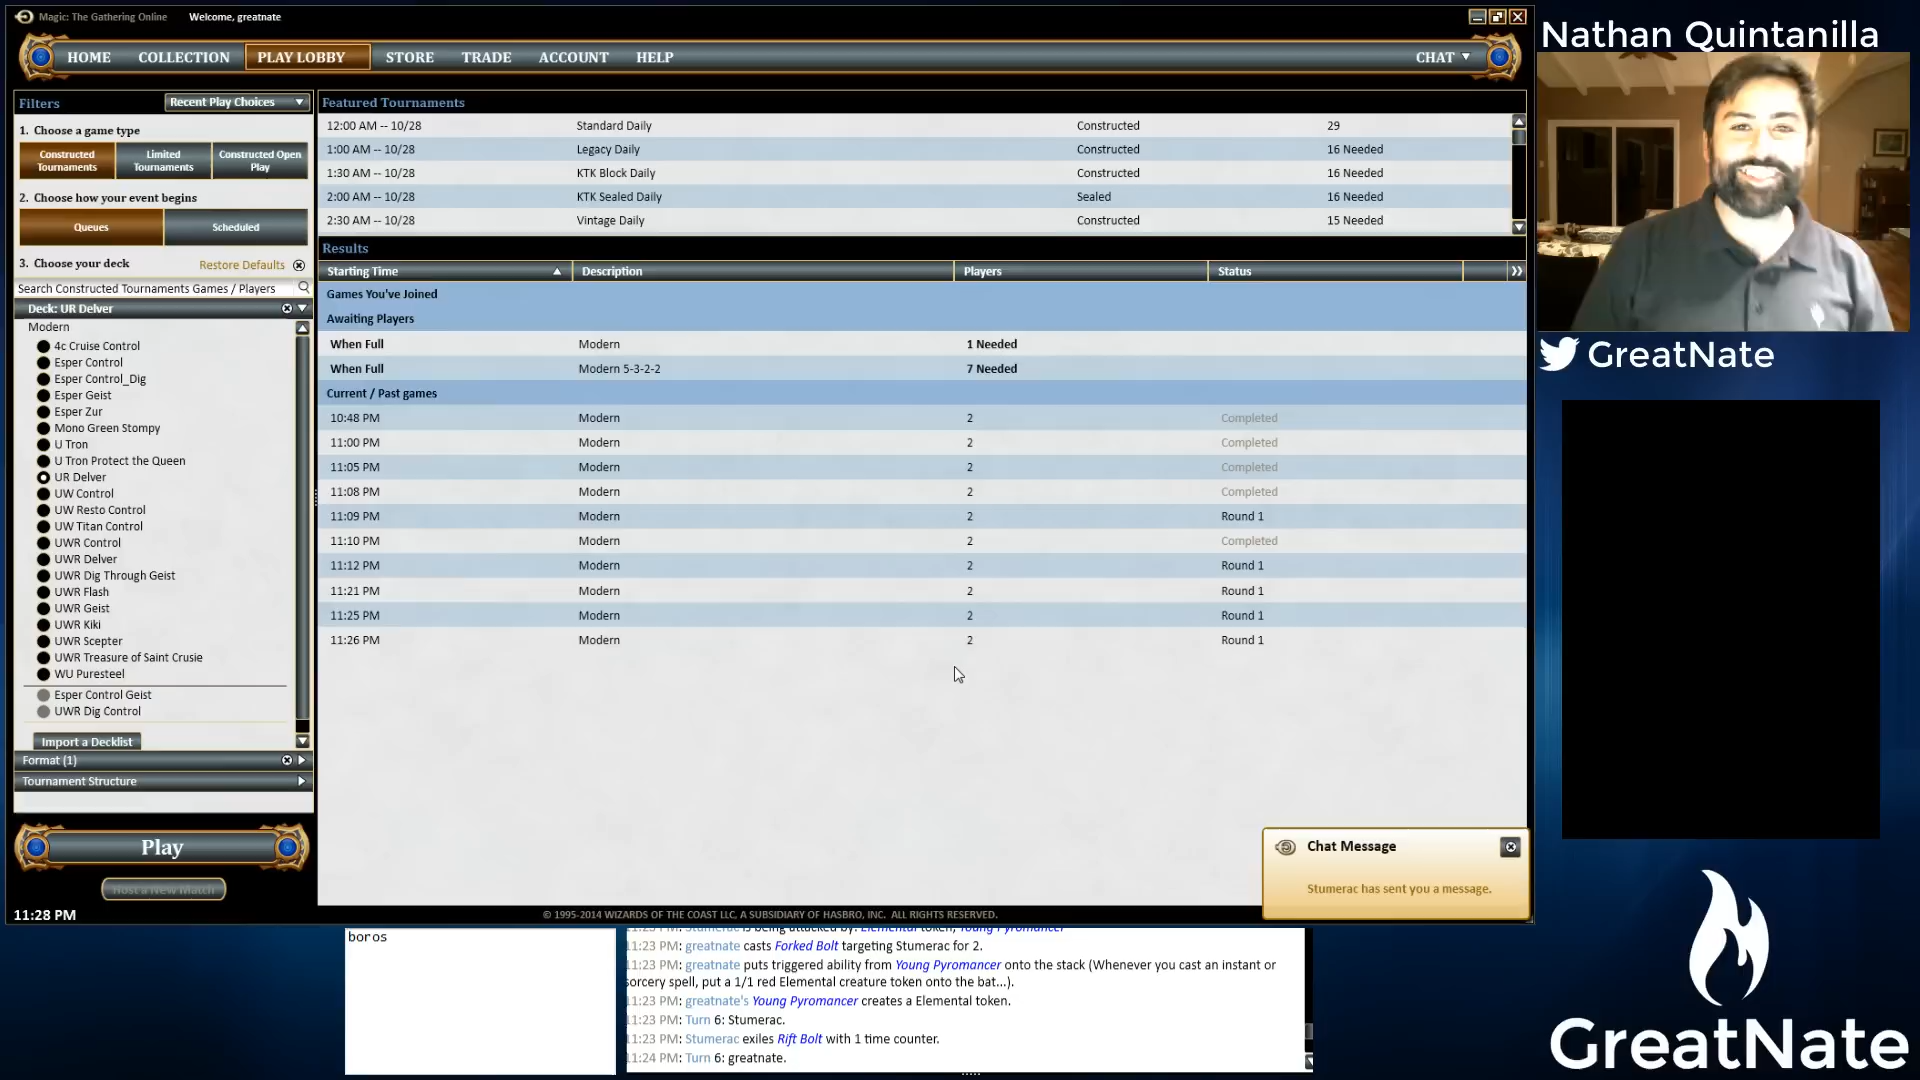 Magic: The Gathering Online
Welcome, greatnate
HOME COLLECTION PLAY LOBBY STORE TRADE ACCOUNT HELP CHAT
Filters
Recent Play Choices
1. Choose a game type
Constructed Tournaments
Limited Tournaments
Constructed Open Play
2. Choose how your event begins
Queues
Scheduled
3. Choose your deck
Restore Defaults
Search Constructed Tournaments Games / Players
Deck: UR Delver
Modern
4c Cruise Control
Esper Control
Esper Control_Dig
Esper Geist
Esper Zur
Mono Green Stompy
U Tron
U Tron Protect the Queen
UR Delver
UW Control
UW Resto Control
UW Titan Control
UWR Control
UWR Delver
UWR Dig Through Geist
UWR Flash
UWR Geist
UWR Kiki
UWR Scepter
UWR Treasure of Saint Crusie
WU Puresteel
Esper Control Geist
UWR Dig Control
Import a Decklist
Format (1)
Tournament Structure
Play
Host a New Match
11:28 PM
Featured Tournaments
12:00 AM -- 10/28 Standard Daily Constructed 29
1:00 AM -- 10/28 Legacy Daily Constructed 16 Needed
1:30 AM -- 10/28 KTK Block Daily Constructed 16 Needed
2:00 AM -- 10/28 KTK Sealed Daily Sealed 16 Needed
2:30 AM -- 10/28 Vintage Daily Constructed 15 Needed
Results
Starting Time Description Players Status
Games You've Joined
Awaiting Players
When Full Modern 1 Needed
When Full Modern 5-3-2-2 7 Needed
Current / Past games
10:48 PM Modern 2 Completed
11:00 PM Modern 2 Completed
11:05 PM Modern 2 Completed
11:08 PM Modern 2 Completed
11:09 PM Modern 2 Round 1
11:10 PM Modern 2 Completed
11:12 PM Modern 2 Round 1
11:21 PM Modern 2 Round 1
11:25 PM Modern 2 Round 1
11:26 PM Modern 2 Round 1
Chat Message
Stumerac has sent you a message.
© 1995-2014 WIZARDS OF THE COAST LLC, A SUBSIDIARY OF HASBRO, INC. ALL RIGHTS RESERVED.
boros
Stumerac is being attacked by: Elemental token, Young Pyromancer
11:23 PM: greatnate casts Forked Bolt targeting Stumerac for 2.
11:23 PM: greatnate puts triggered ability from Young Pyromancer onto the stack (Whenever you cast an instant or
sorcery spell, put a 1/1 red Elemental creature token onto the bat...).
11:23 PM: greatnate's Young Pyromancer creates a Elemental token.
11:23 PM: Turn 6: Stumerac.
11:23 PM: Stumerac exiles Rift Bolt with 1 time counter.
11:24 PM: Turn 6: greatnate.
Nathan Quintanilla
GreatNate
GreatNate